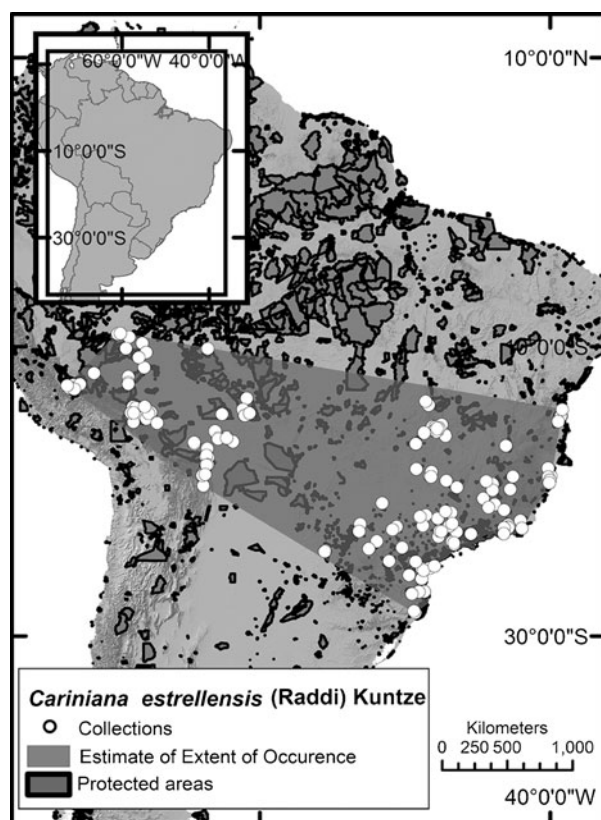 60°0'0"W 40°0'0"W
10°0'0"N
10°0'0"S
30°0'0"S
10°0'0"S
30°0'0"S
Cariniana estrellensis (Raddi) Kuntze
Collections
Estimate of Extent of Occurence
Protected areas
Kilometers
0 250 500 1,000
40°0'0"W